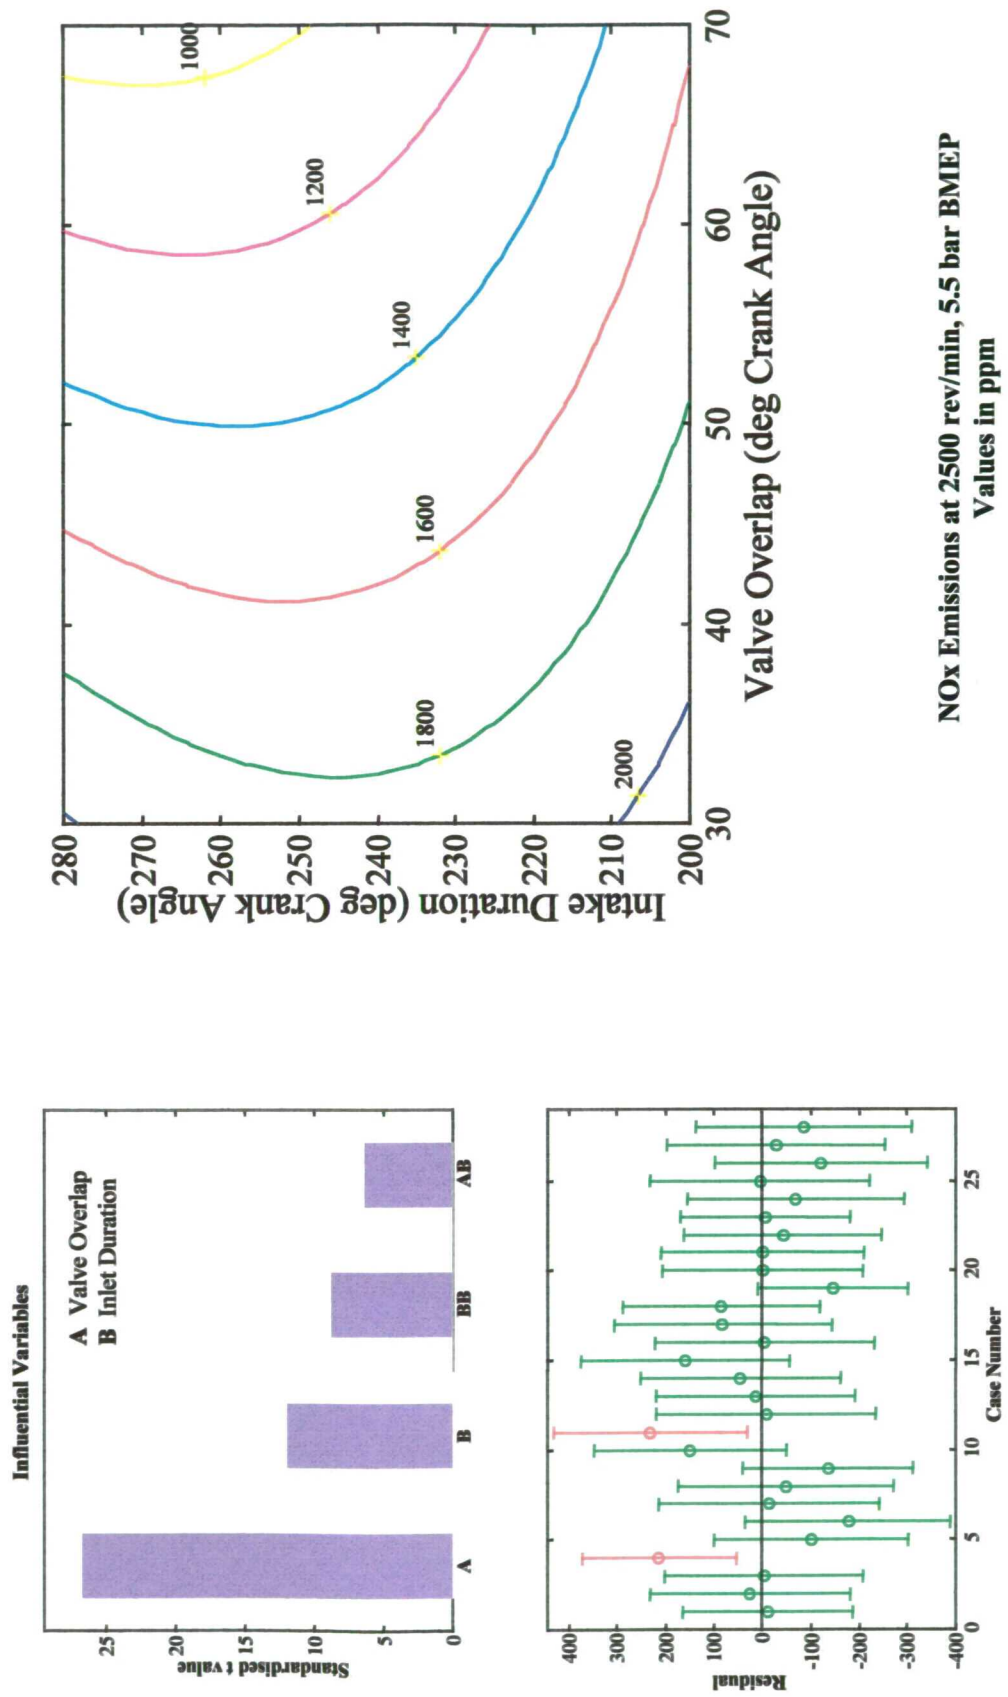 Influential Variables
Standardised t value
25
20
15
10
5
0
A Valve Overlap
B Inlet Duration
A
B
BB
AB
Residual
400
300
200
100
0
-100
-200
-300
-400
0
5
10
15
20
25
Case Number
Intake Duration (deg Crank Angle)
280
270
260
250
240
230
220
210
200
1000
1200
1400
1600
1800
2000
30
40
50
60
70
Valve Overlap (deg Crank Angle)
NOx Emissions at 2500 rev/min, 5.5 bar BMEP
Values in ppm